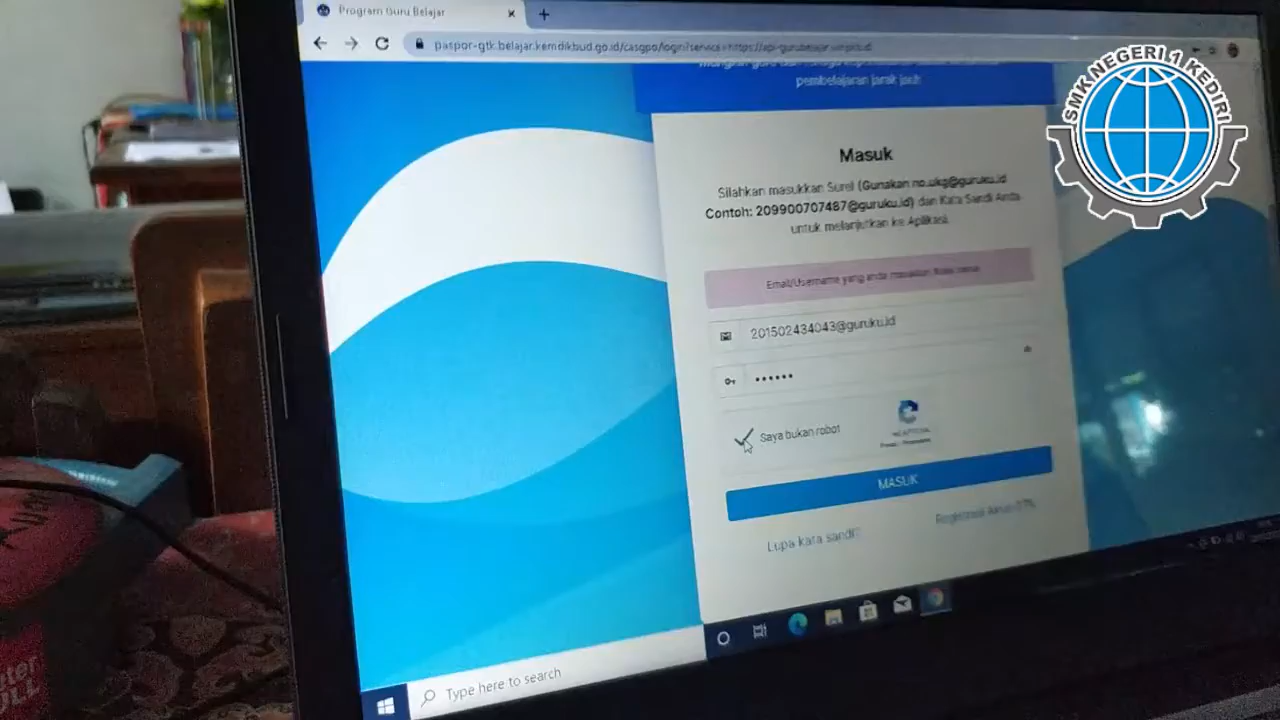 Program Guru Belajar
paspor-gtk.belajar.kemdikbud.go.id/casgpo/login?service=https://api-gurubelajar.simpkb.id
pembelajaran jarak jauh
SMK NEGERI 1 KEDIRI
Masuk
Silahkan masukkan Surel (Gunakan no.ukg@guruku.id
Contoh: 209900707487@guruku.id) dan Kata Sandi Anda
untuk melanjutkan ke Aplikasi.
Email/Username yang anda masukkan
201502434043@guruku.id
Saya bukan robot
reCAPTCHA
MASUK
Lupa kata sandi?
Registrasi Akun
Type here to search